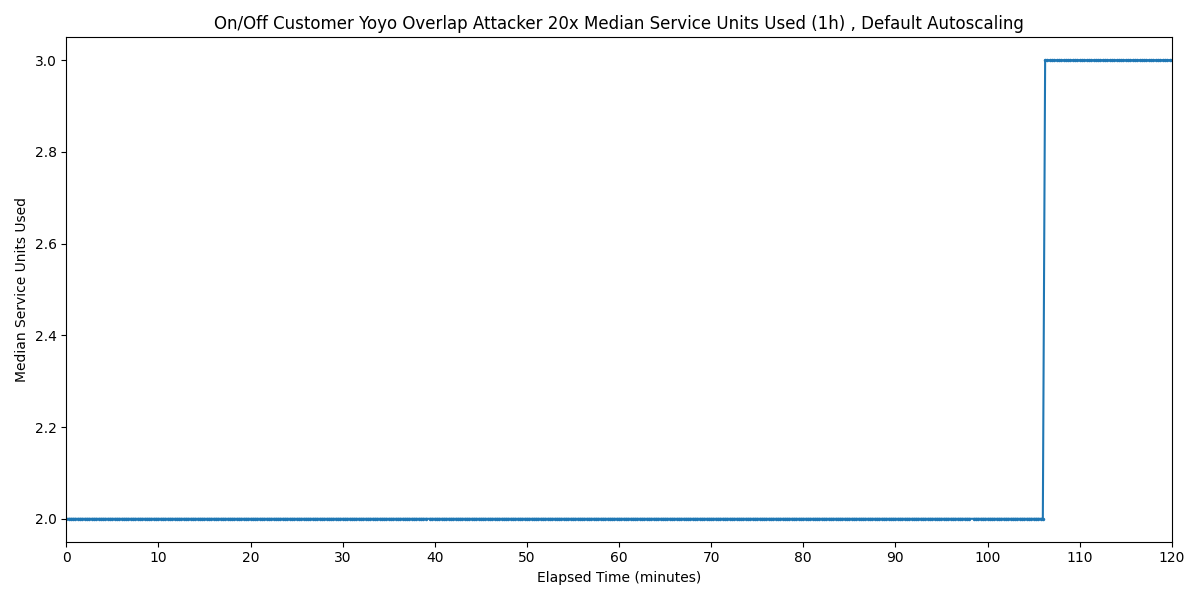 On/Off Customer Yoyo Overlap Attacker 20x Median Service Units Used (1h) , Default Autoscaling
3.0
2.8
2.6
2.4
2.2
2.0
Median Service Units Used
0 10 20 30 40 50 60 70 80 90 100 110 120
Elapsed Time (minutes)